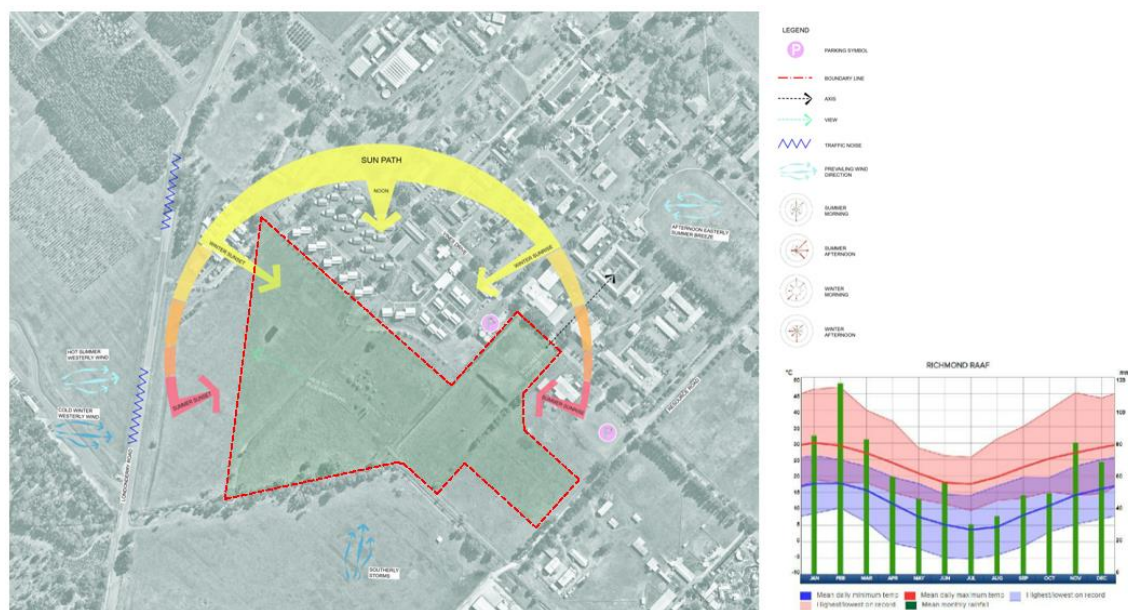 SUN PATH
NOON
WINTER SUNSET
WINTER SUNRISE
SUMMER SUNSET
SUMMER SUNRISE
AFTERNOON EASTERLY
SUMMER BREEZE
HOT SUMMER
WESTERLY WIND
COLD WINTER
WESTERLY WIND
LONDONDERRY ROAD
RESOURCE ROAD
SOUTHERLY
STORMS
P
P
LEGEND
P
PARKING SYMBOL
BOUNDARY LINE
AXIS
VIEW
TRAFFIC NOISE
PREVAILING WIND
DIRECTION
SUMMER
MORNING
SUMMER
AFTERNOON
WINTER
MORNING
WINTER
AFTERNOON
RICHMOND RAAF
°C
mm
JAN FEB MAR APR MAY JUN JUL AUG SEP OCT NOV DEC
Mean daily minimum temp
Mean daily maximum temp
Highest/lowest on record
Highest/lowest on record
Mean monthly rainfall